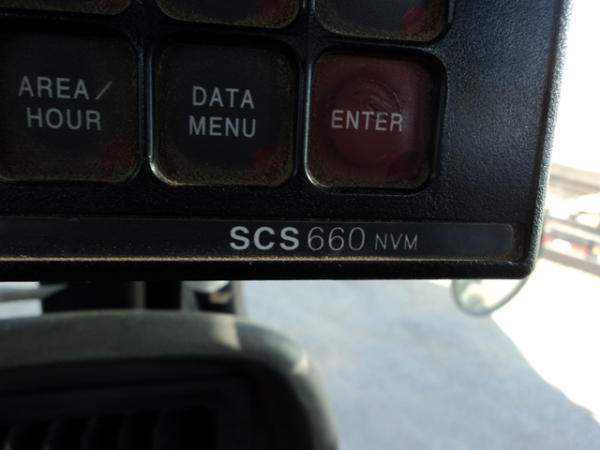 AREA/
HOUR
DATA
MENU
ENTER
SCS 660 NVM